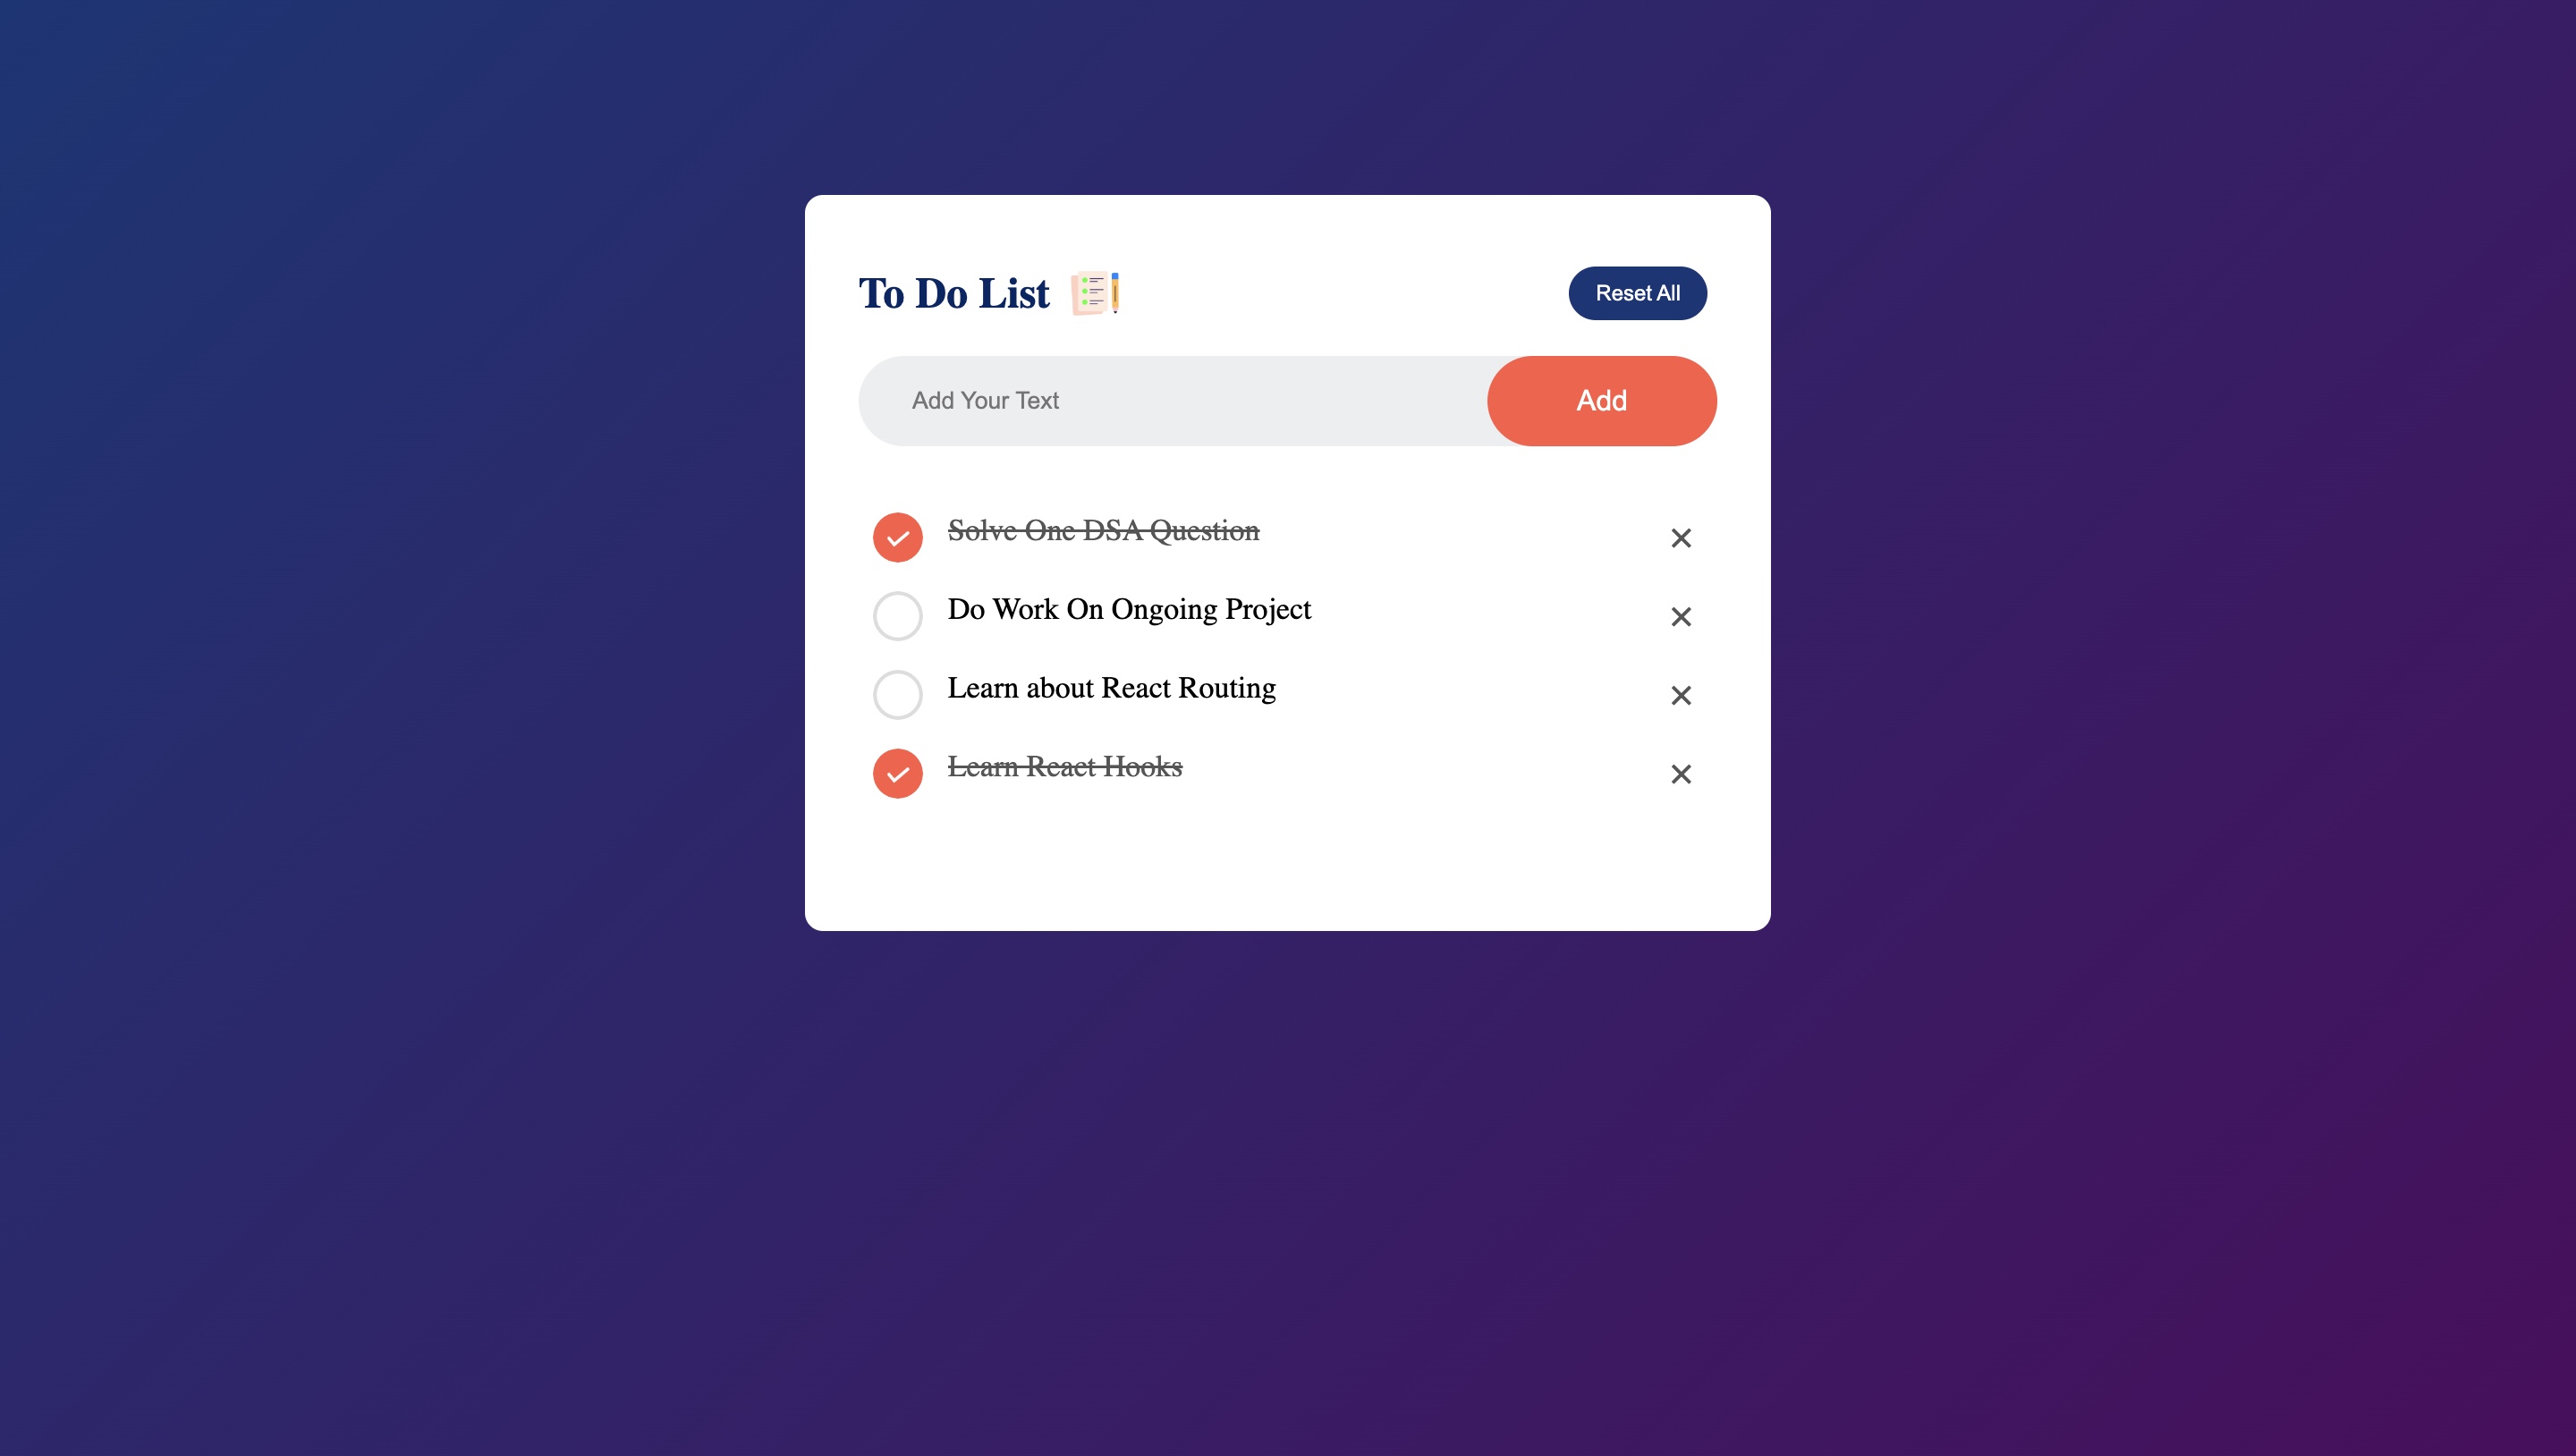 To Do List
Reset All
Add Your Text
Add
Solve One DSA Question
Do Work On Ongoing Project
Learn about React Routing
Learn React Hooks